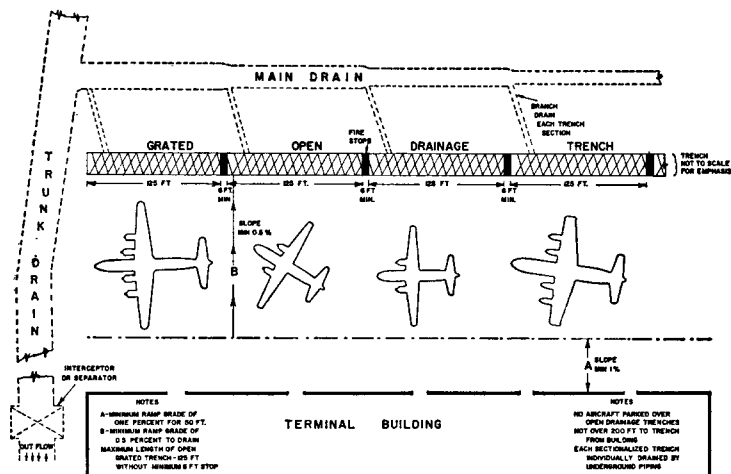 MAIN DRAIN
BRANCH
DRAIN
EACH TRENCH
SECTION
GRATED
OPEN
FIRE
STOPS
DRAINAGE
TRENCH
TRENCH
NOT TO SCALE
FOR EMPHASIS
125 FT.
6 FT.
MIN.
125 FT.
6 FT
MIN.
125 FT.
6 FT
MIN.
125 FT.
TRUNK DRAIN
SLOPE
MIN 0.5 %
B
A
SLOPE
MIN 1%
INTERCEPTOR
OR SEPARATOR
OUT FLOW
NOTES
A-MINIMUM RAMP GRADE OF
ONE PERCENT FOR 50 FT.
B-MINIMUM RAMP GRADE OF
0.5 PERCENT TO DRAIN
MAXIMUM LENGTH OF OPEN
GRATED TRENCH-125 FT
WITHOUT MINIMUM 6 FT STOP
TERMINAL BUILDING
NOTES
NO AIRCRAFT PARKED OVER
OPEN DRAINAGE TRENCHES
NOT OVER 200 FT TO TRENCH
FROM BUILDING
EACH SECTIONALIZED TRENCH
INDIVIDUALLY DRAINED BY
UNDERGROUND PIPING